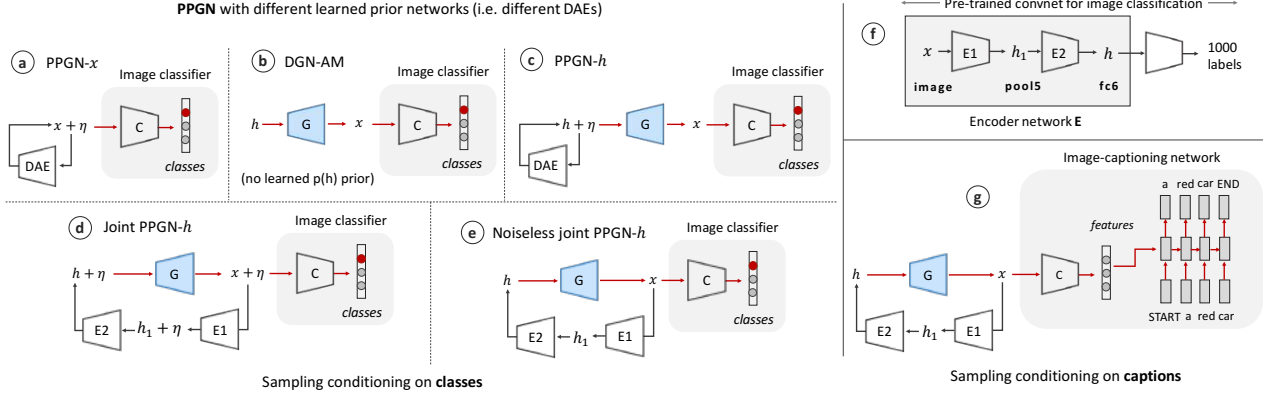 PPGN with different learned prior networks (i.e. different DAEs)
a PPGN-x
Image classifier
x + η
C
DAE
classes
b DGN-AM
Image classifier
h
G
x
C
(no learned p(h) prior)
classes
c PPGN-h
Image classifier
h + η
G
x
C
DAE
classes
d Joint PPGN-h
Image classifier
h + η
G
x + η
C
E2
h₁ + η
E1
classes
e Noiseless joint PPGN-h
Image classifier
h
G
x
C
E2
h₁
E1
classes
Sampling conditioning on classes
Pre-trained convnet for image classification
f
x
E1
h₁
E2
h
1000
labels
image
pool5
fc6
Encoder network E
Image-captioning network
g
a red car END
features
h
G
x
C
START a red car
E2
h₁
E1
Sampling conditioning on captions